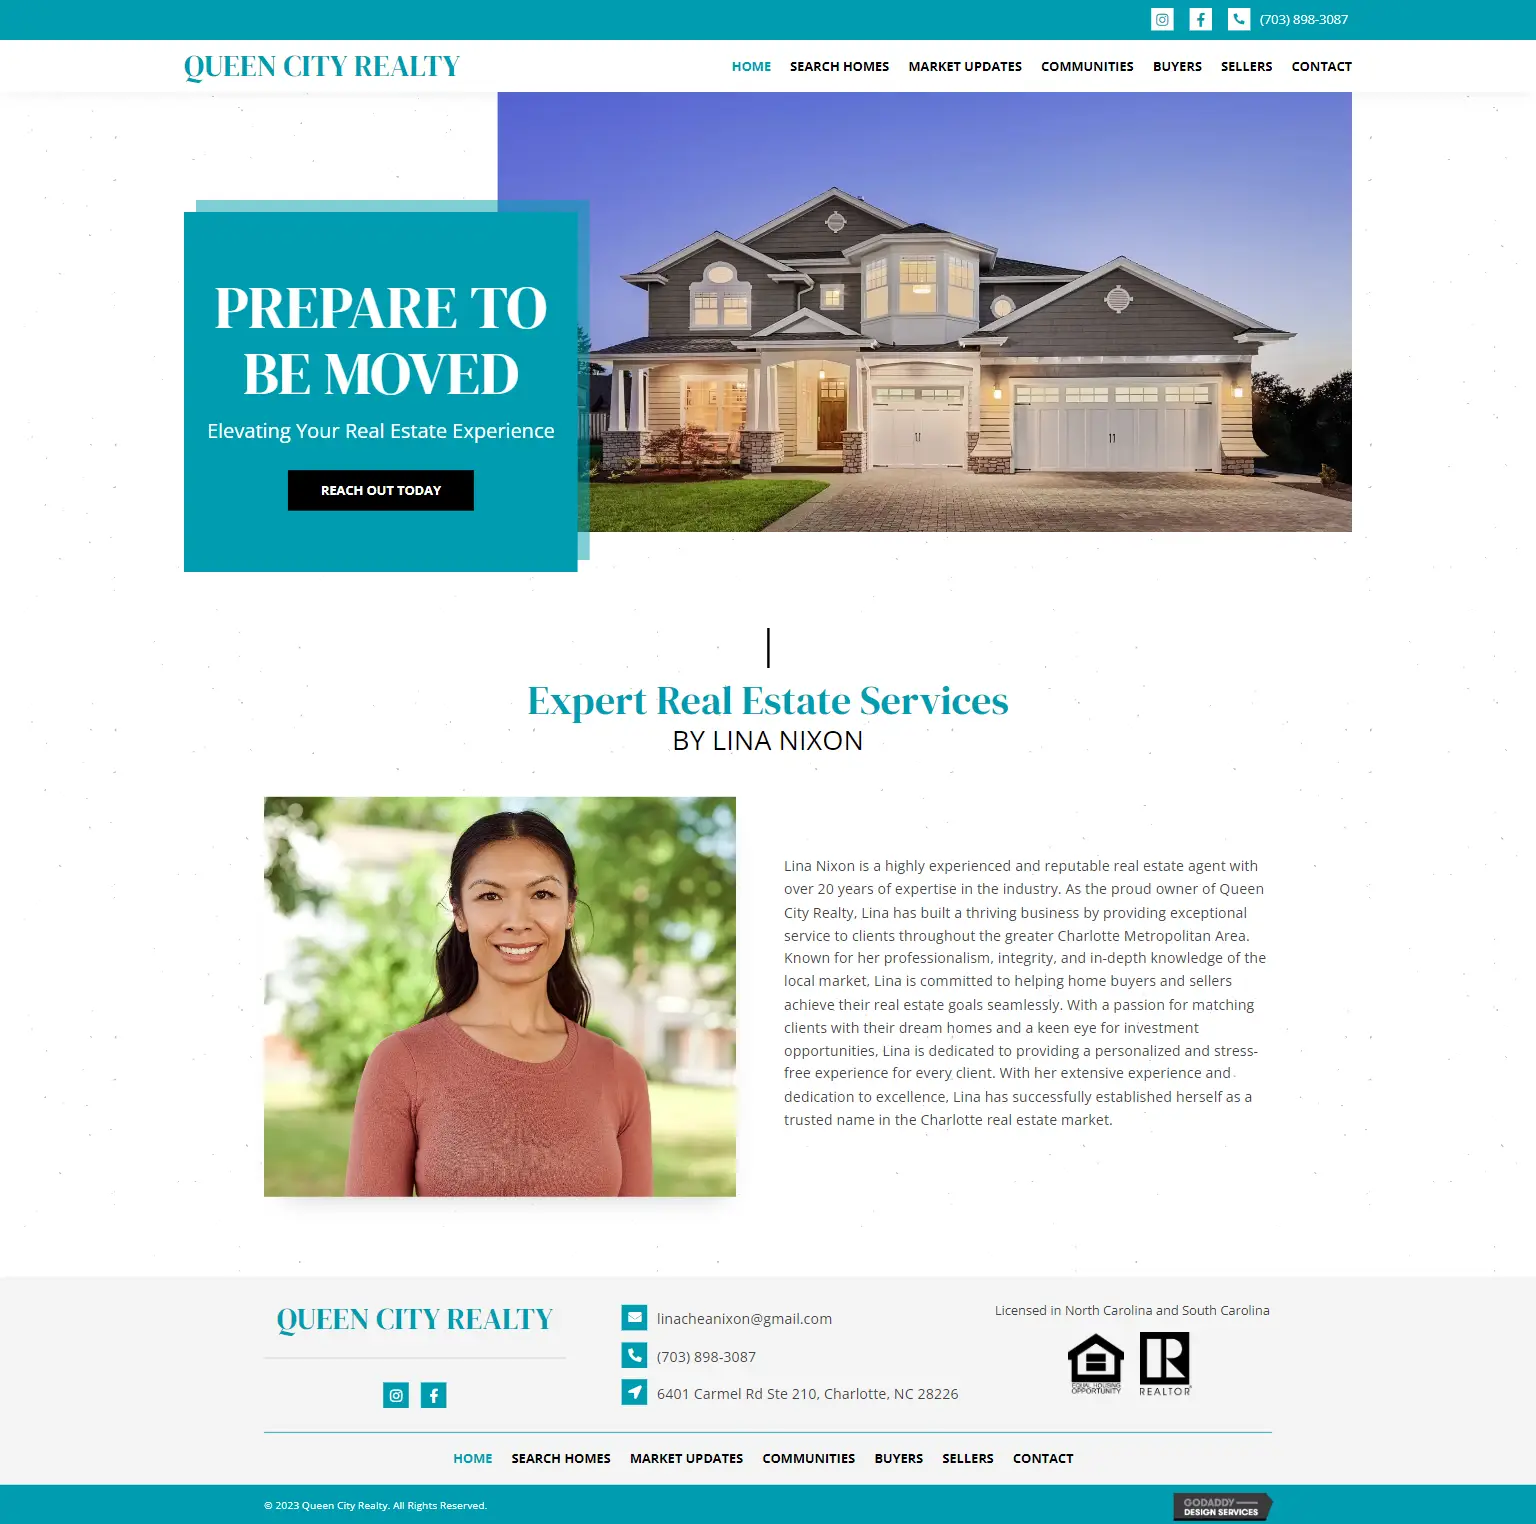 (703) 898-3087
QUEEN CITY REALTY
HOME SEARCH HOMES MARKET UPDATES COMMUNITIES BUYERS SELLERS CONTACT
PREPARE TO
BE MOVED
Elevating Your Real Estate Experience
REACH OUT TODAY
Expert Real Estate Services
BY LINA NIXON
Lina Nixon is a highly experienced and reputable real estate agent with
over 20 years of expertise in the industry. As the proud owner of Queen
City Realty, Lina has built a thriving business by providing exceptional
service to clients throughout the greater Charlotte Metropolitan Area.
Known for her professionalism, integrity, and in-depth knowledge of the
local market, Lina is committed to helping home buyers and sellers
achieve their real estate goals seamlessly. With a passion for matching
clients with their dream homes and a keen eye for investment
opportunities, Lina is dedicated to providing a personalized and stress-
free experience for every client. With her extensive experience and
dedication to excellence, Lina has successfully established herself as a
trusted name in the Charlotte real estate market.
QUEEN CITY REALTY
linacheanixon@gmail.com
(703) 898-3087
6401 Carmel Rd Ste 210, Charlotte, NC 28226
Licensed in North Carolina and South Carolina
EQUAL HOUSING
OPPORTUNITY
REALTOR
HOME SEARCH HOMES MARKET UPDATES COMMUNITIES BUYERS SELLERS CONTACT
© 2023 Queen City Realty. All Rights Reserved.
GODADDY
DESIGN SERVICES